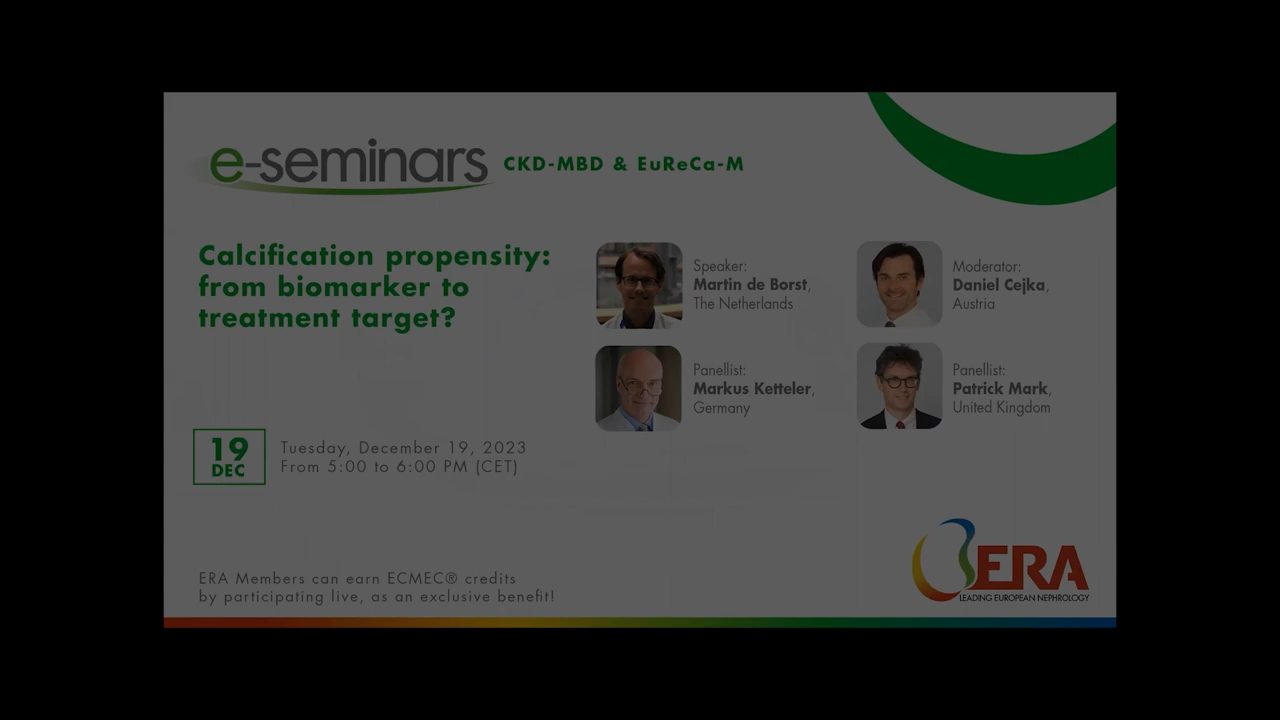 e-seminars CKD-MBD & EuReCa-M
Calcification propensity:
from biomarker to
treatment target?
Speaker:
Martin de Borst,
The Netherlands
Moderator:
Daniel Cejka,
Austria
Panellist:
Markus Ketteler,
Germany
Panellist:
Patrick Mark,
United Kingdom
19
DEC
Tuesday, December 19, 2023
From 5:00 to 6:00 PM (CET)
ERA Members can earn ECMEC® credits
by participating live, as an exclusive benefit!
ERA
LEADING EUROPEAN NEPHROLOGY